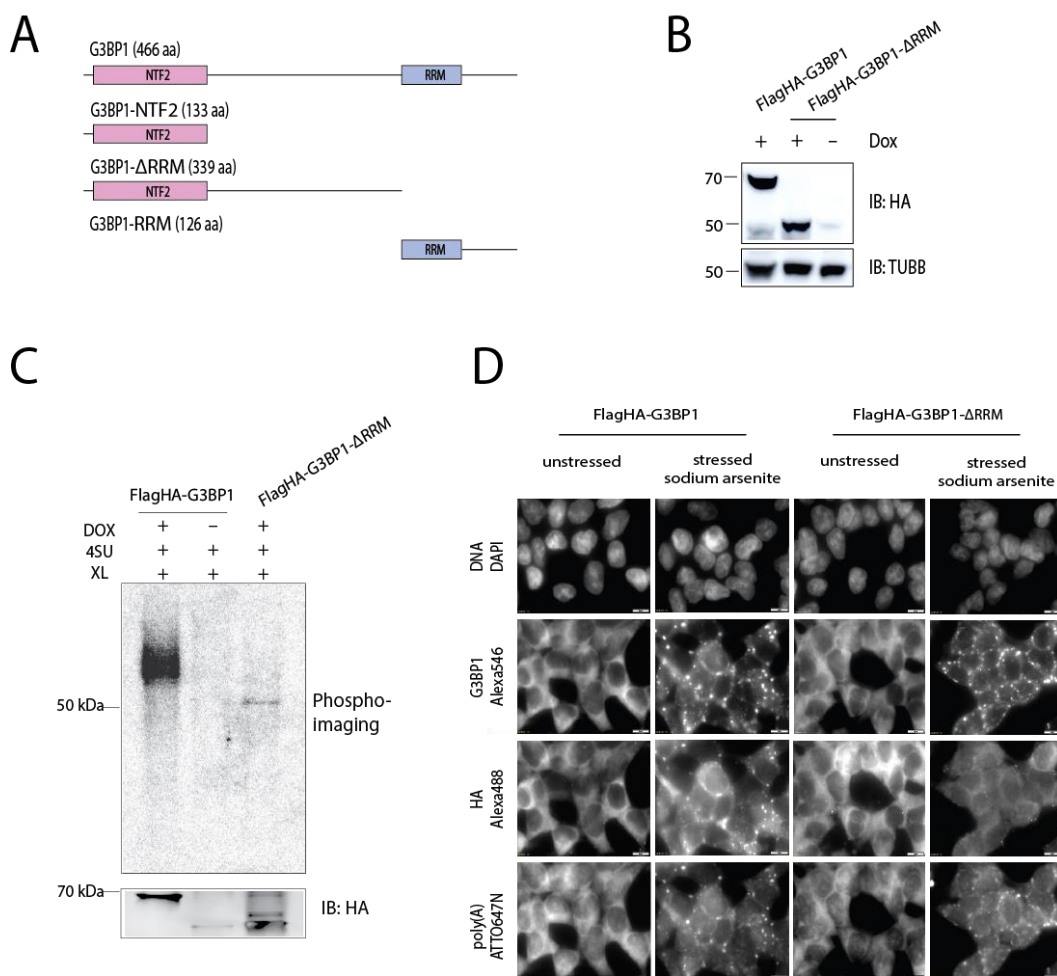 A
G3BP1 (466 aa)
NTF2
RRM
G3BP1-NTF2 (133 aa)
NTF2
G3BP1-ΔRRM (339 aa)
NTF2
G3BP1-RRM (126 aa)
RRM
B
FlagHA-G3BP1
FlagHA-G3BP1-ΔRRM
+ + – Dox
70
IB: HA
50
50
IB: TUBB
C
FlagHA-G3BP1
FlagHA-G3BP1-ΔRRM
DOX + – +
4SU + + +
XL + + +
50 kDa
Phospho-
imaging
70 kDa
IB: HA
D
FlagHA-G3BP1 FlagHA-G3BP1-ΔRRM
unstressed stressed unstressed stressed
sodium arsenite sodium arsenite
DNA
DAPI
G3BP1
Alexa546
HA
Alexa488
poly(A)
ATTO647N